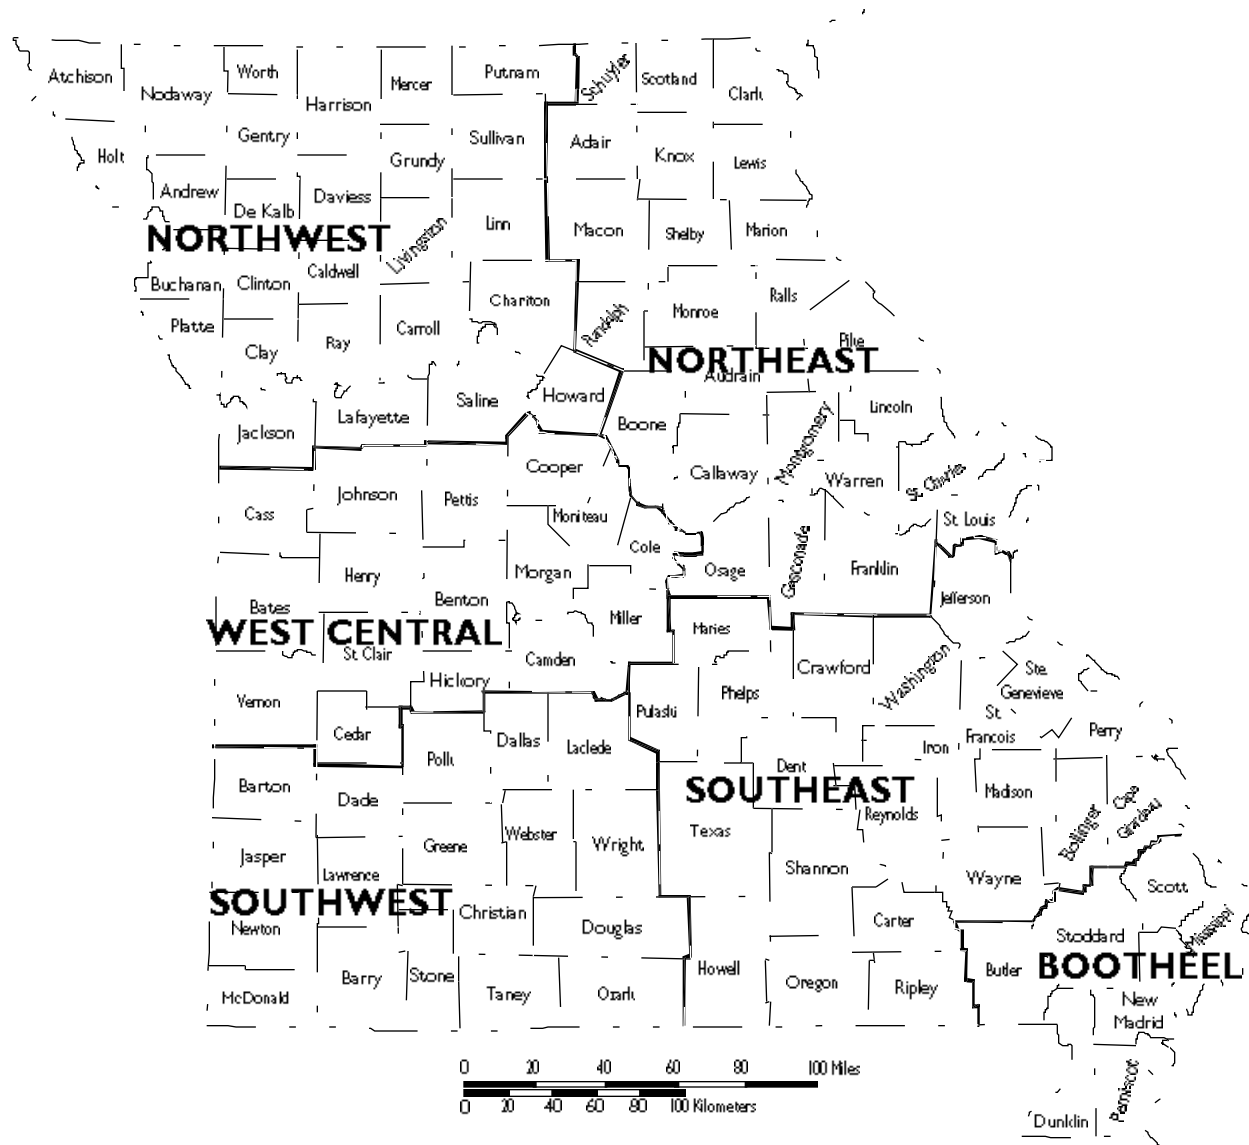 Atchison
Nodaway
Worth
Harrison
Mercer
Putnam
Schuyler
Scotland
Clark
Holt
Gentry
Grundy
Sullivan
Adair
Knox
Lewis
Andrew
De Kalb
Daviess
Livingston
Linn
Macon
Shelby
Marion
NORTHWEST
Buchanan
Clinton
Caldwell
Chariton
Randolph
Monroe
Ralls
Pike
Platte
Clay
Ray
Carroll
NORTHEAST
Audrain
Jackson
Lafayette
Saline
Howard
Boone
Montgomery
Lincoln
Cass
Johnson
Pettis
Cooper
Moniteau
Callaway
Warren
St. Charles
Cole
Osage
Gasconade
Franklin
St. Louis
Jefferson
Henry
Morgan
Bates
Benton
Miller
WEST CENTRAL
St. Clair
Camden
Maries
Crawford
Washington
Ste.
Genevieve
Vernon
Hickory
Pulaski
Phelps
St.
Francois
Perry
Cedar
Polk
Dallas
Laclede
Dent
Iron
SOUTHEAST
Barton
Dade
Texas
Reynolds
Madison
Bollinger
Cape
Girardeau
Jasper
Lawrence
Greene
Webster
Wright
Shannon
Wayne
Scott
SOUTHWEST
Newton
Christian
Douglas
Carter
Stoddard
Mississippi
BOOTHEEL
McDonald
Barry
Stone
Taney
Ozark
Howell
Oregon
Ripley
Butler
New
Madrid
Pemiscot
Dunklin
0 20 40 60 80 100 Miles
0 20 40 60 80 100 Kilometers